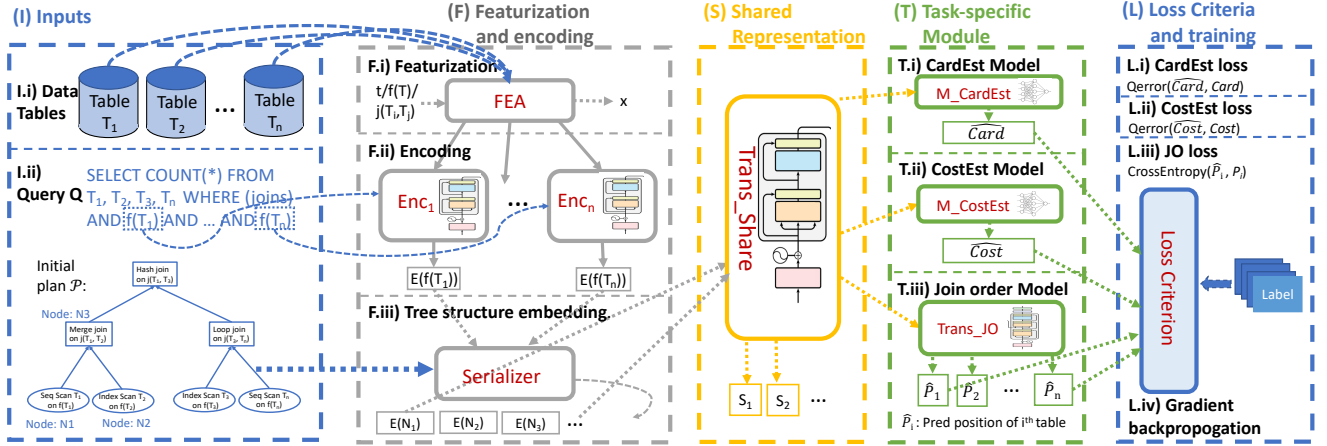 (I) Inputs
(F) Featurization
and encoding
(S) Shared
Representation
(T) Task-specific
Module
(L) Loss Criteria
and training
I.i) Data
Tables
Table
T1
Table
T2
...
Table
Tn
I.ii)
Query Q
SELECT COUNT(*) FROM
T1, T2, T3, Tn WHERE (joins)
AND f(T1) AND ... AND f(Tn)
Initial
plan P:
Hash join
on j(T1, T3)
Node: N3
Merge join
on j(T1, T2)
Loop join
on j(T1, Tn)
Seq Scan T1
on f(T1)
Index Scan T2
on f(T2)
Index Scan T3
on f(T3)
Seq Scan Tn
on f(Tn)
Node: N1
Node: N2
F.i) Featurization
t/f(T)/
j(Ti,Tj)
FEA
x
F.ii) Encoding
Enc1
...
Encn
E(f(T1))
E(f(Tn))
F.iii) Tree structure embedding
Serializer
E(N1)
E(N2)
E(N3)
...
Trans_Share
S1
S2
...
T.i) CardEst Model
M_CardEst
Card^
T.ii) CostEst Model
M_CostEst
Cost^
T.iii) Join order Model
Trans_JO
P̂1
P̂2
...
P̂n
P̂i : Pred position of ith table
L.i) CardEst loss
Qerror(Card^, Card)
L.ii) CostEst loss
Qerror(Cost^, Cost)
L.iii) JO loss
CrossEntropy(P̂i , Pi)
Loss Criterion
Label
L.iv) Gradient
backpropogation